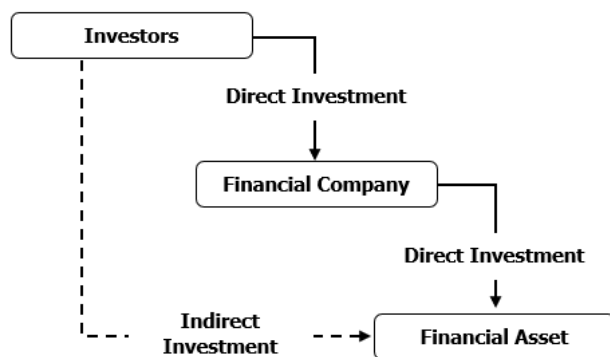 Investors
Direct Investment
Financial Company
Direct Investment
Indirect
Investment
Financial Asset